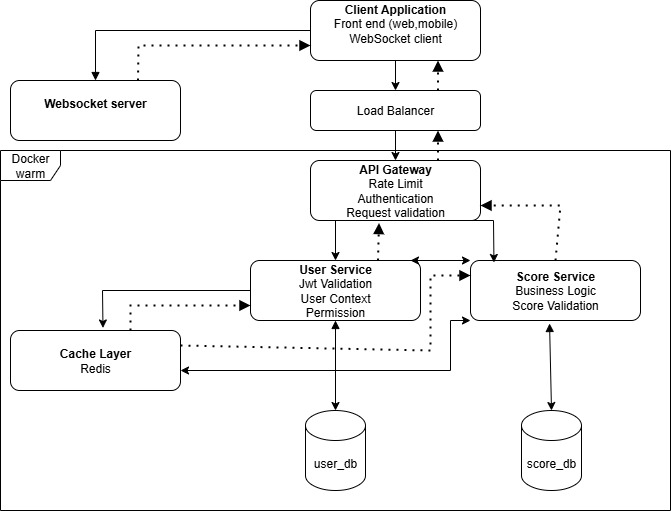 Client Application
Front end (web,mobile)
WebSocket client
Websocket server
Load Balancer
Docker
warm
API Gateway
Rate Limit
Authentication
Request validation
User Service
Jwt Validation
User Context
Permission
Score Service
Business Logic
Score Validation
Cache Layer
Redis
user_db
score_db